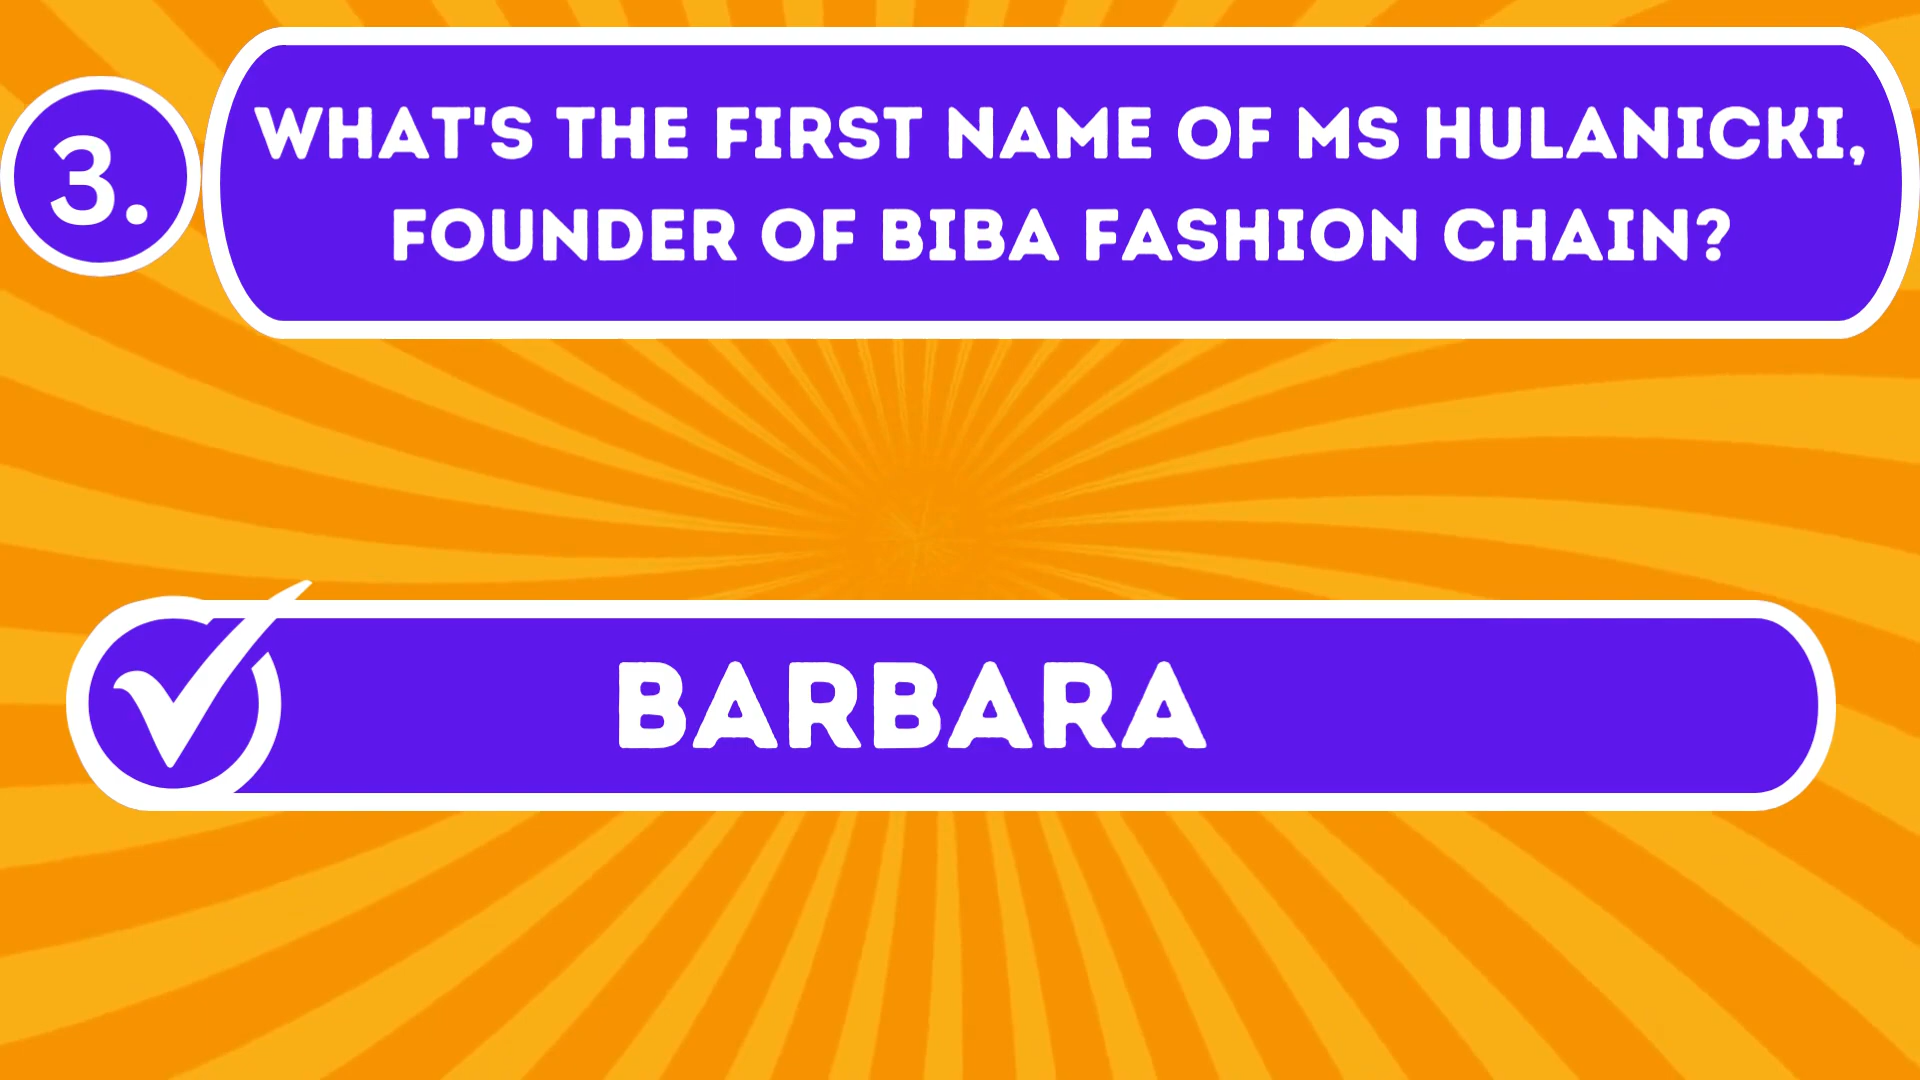 3.
WHAT'S THE FIRST NAME OF MS HULANICKI,
FOUNDER OF BIBA FASHION CHAIN?
BARBARA